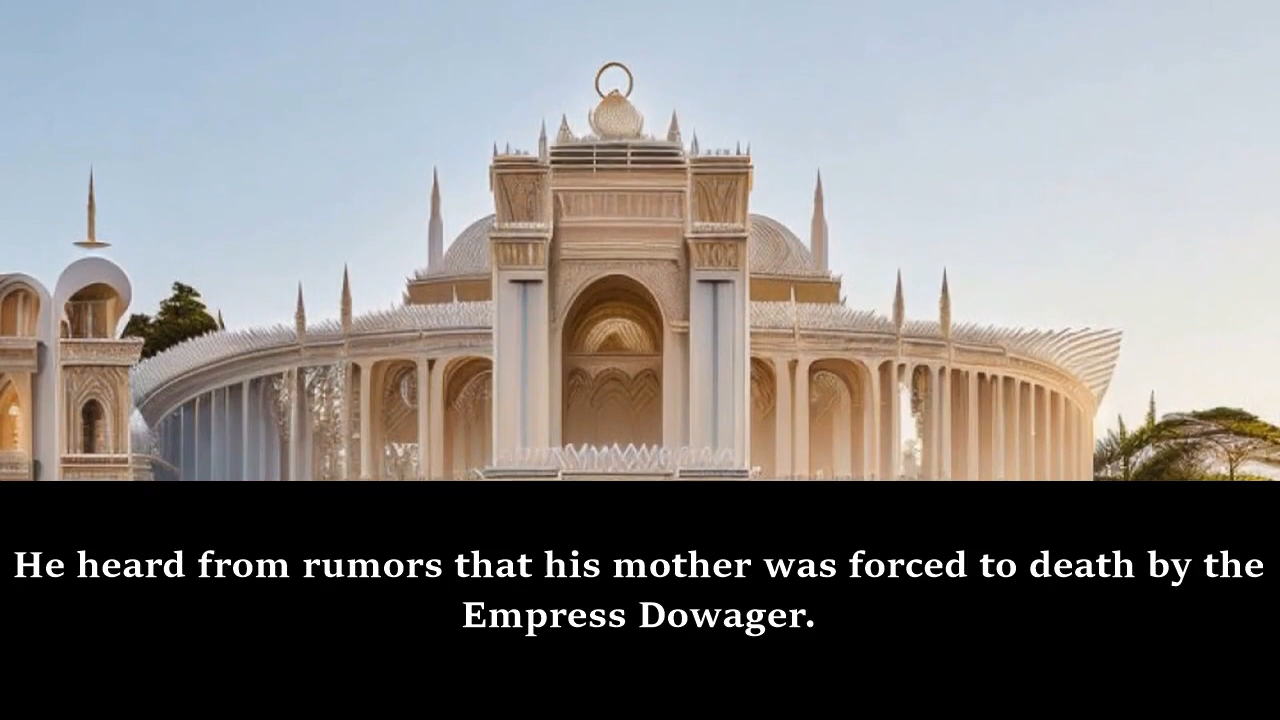 He heard from rumors that his mother was forced to death by the
Empress Dowager.